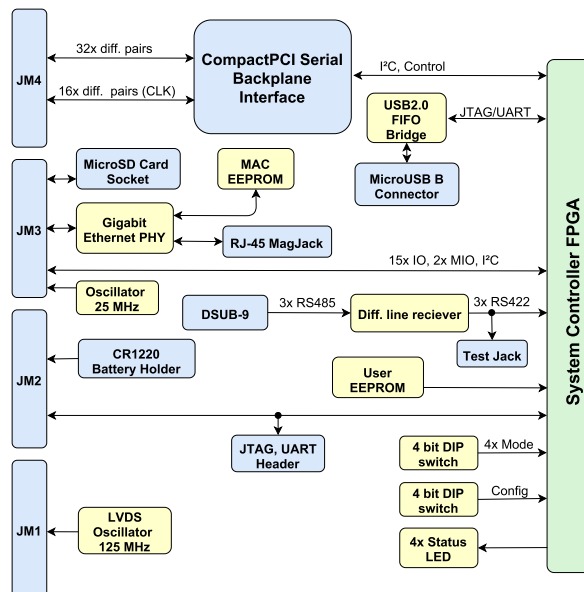 JM4
32x diff. pairs
16x diff. pairs (CLK)
CompactPCI Serial
Backplane
Interface
I²C, Control
USB2.0
FIFO
Bridge
JTAG/UART
MicroUSB B
Connector
JM3
MicroSD Card
Socket
MAC
EEPROM
Gigabit
Ethernet PHY
RJ-45 MagJack
15x IO, 2x MIO, I²C
Oscillator
25 MHz
DSUB-9
3x RS485
Diff. line reciever
3x RS422
Test Jack
JM2
CR1220
Battery Holder
User
EEPROM
JTAG, UART
Header
4 bit DIP
switch
4x Mode
4 bit DIP
switch
Config
JM1
LVDS
Oscillator
125 MHz
4x Status
LED
System Controller FPGA